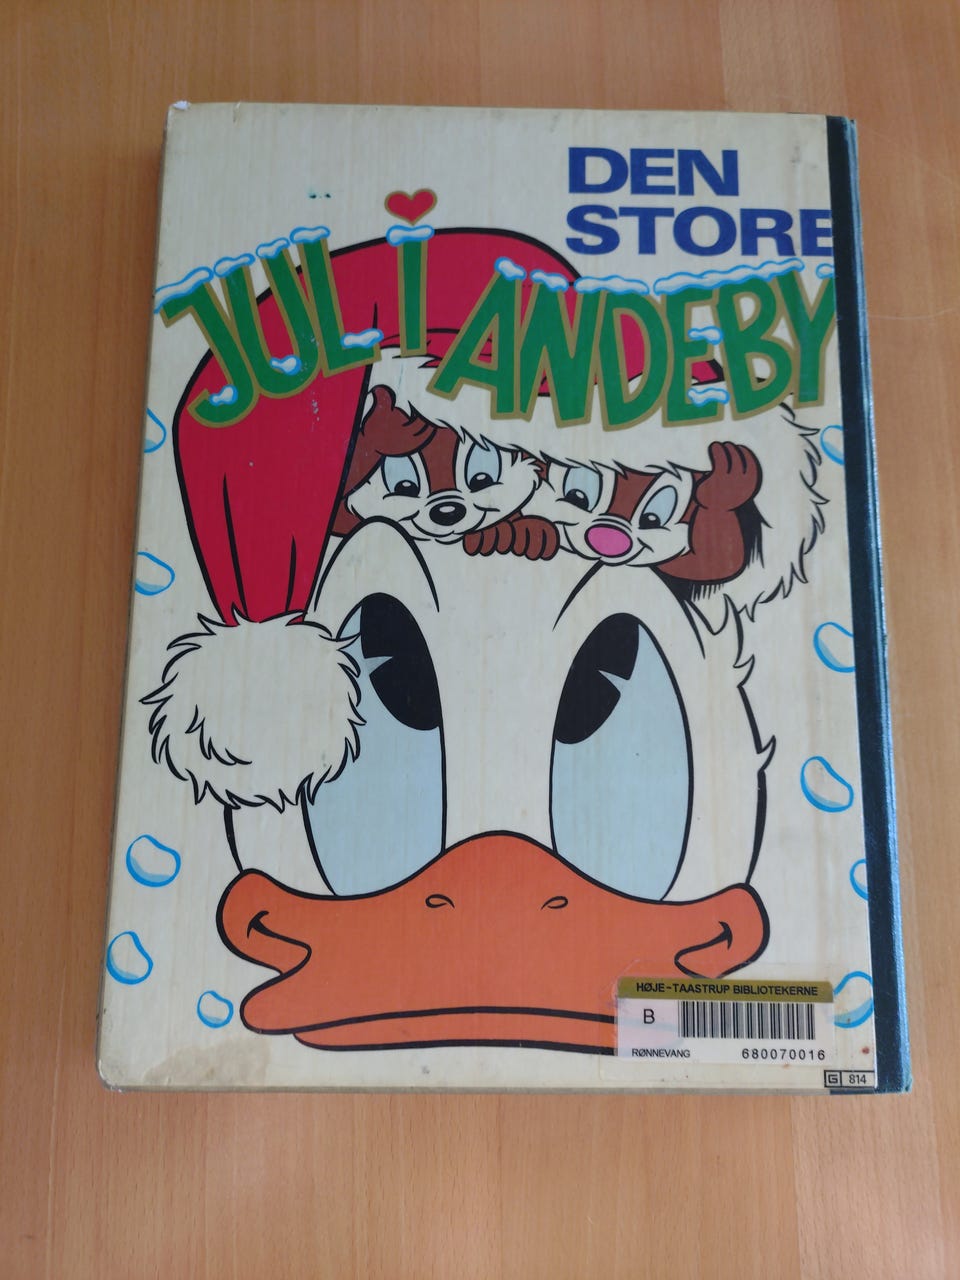 DEN
STORE
JUL i ANDEBY
HØJE-TAASTRUP BIBLIOTEKERNE
B
RØNNEVANG 680070016
G 814